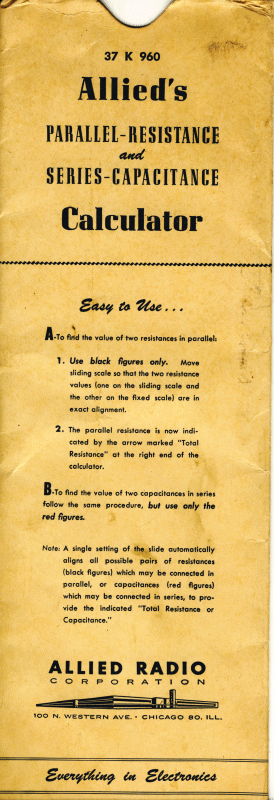 37 K 960
Allied's
PARALLEL-RESISTANCE
and
SERIES-CAPACITANCE
Calculator
Easy to Use...
A-To find the value of two resistances in parallel:
1. Use black figures only. Move
sliding scale so that the two resistance
values (one on the sliding scale and
the other on the fixed scale) are in
exact alignment.
2. The parallel resistance is now indi-
cated by the arrow marked "Total
Resistance" at the right end of the
calculator.
B-To find the value of two capacitances in series
follow the same procedure, but use only the
red figures.
Note: A single setting of the slide automatically
aligns all possible pairs of resistances
(black figures) which may be connected in
parallel, or capacitances (red figures)
which may be connected in series, to pro-
vide the indicated "Total Resistance or
Capacitance."
ALLIED RADIO
CORPORATION
100 N. WESTERN AVE. · CHICAGO 80, ILL.
Everything in Electronics